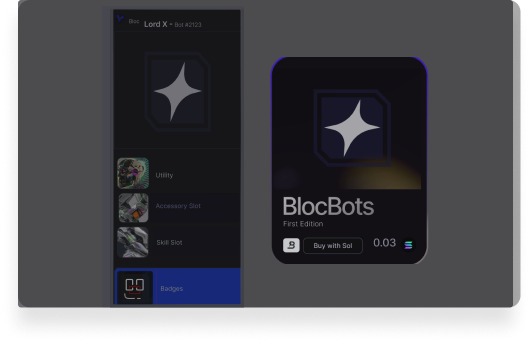 Bloc Lord X - Bot #2123
Utility
Accessory Slot
Skill Slot
Badges
BlocBots
First Edition
Buy with Sol
0.03